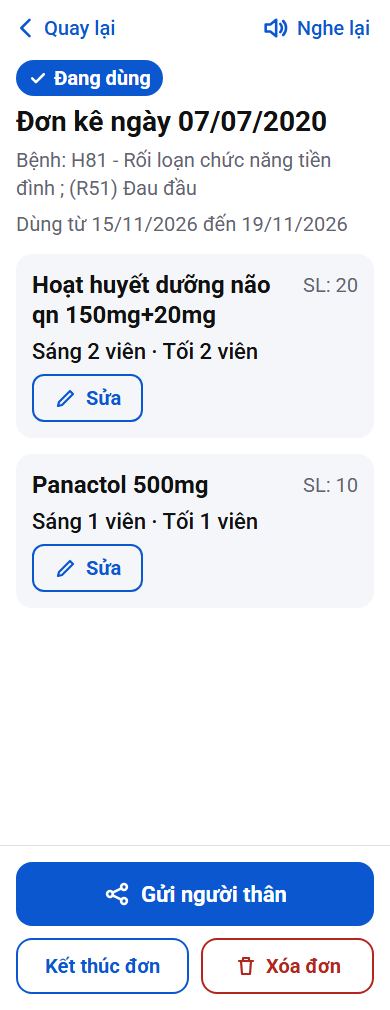 Quay lại
Nghe lại
Đang dùng
Đơn kê ngày 07/07/2020
Bệnh: H81 - Rối loạn chức năng tiền
đình ; (R51) Đau đầu
Dùng từ 15/11/2026 đến 19/11/2026
Hoạt huyết dưỡng não
SL: 20
qn 150mg+20mg
Sáng 2 viên · Tối 2 viên
Sửa
Panactol 500mg
SL: 10
Sáng 1 viên · Tối 1 viên
Sửa
Gửi người thân
Kết thúc đơn
Xóa đơn